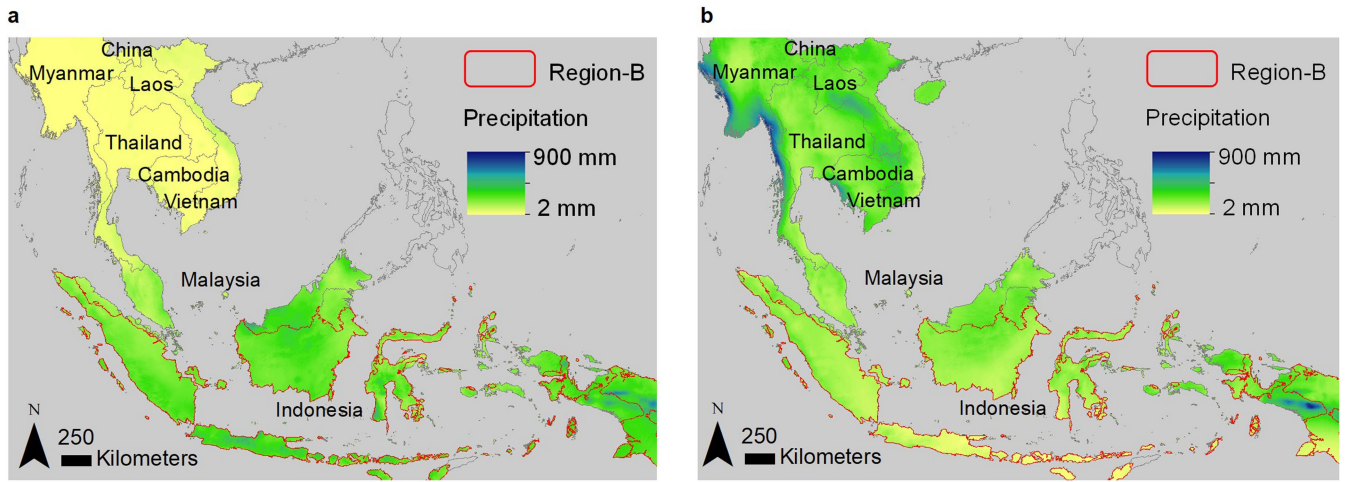 a
China
Myanmar
Laos
Thailand
Cambodia
Vietnam
Malaysia
Indonesia
Region-B
Precipitation
900 mm
2 mm
N
250
Kilometers
b
China
Myanmar
Laos
Thailand
Cambodia
Vietnam
Malaysia
Indonesia
Region-B
Precipitation
900 mm
2 mm
N
250
Kilometers